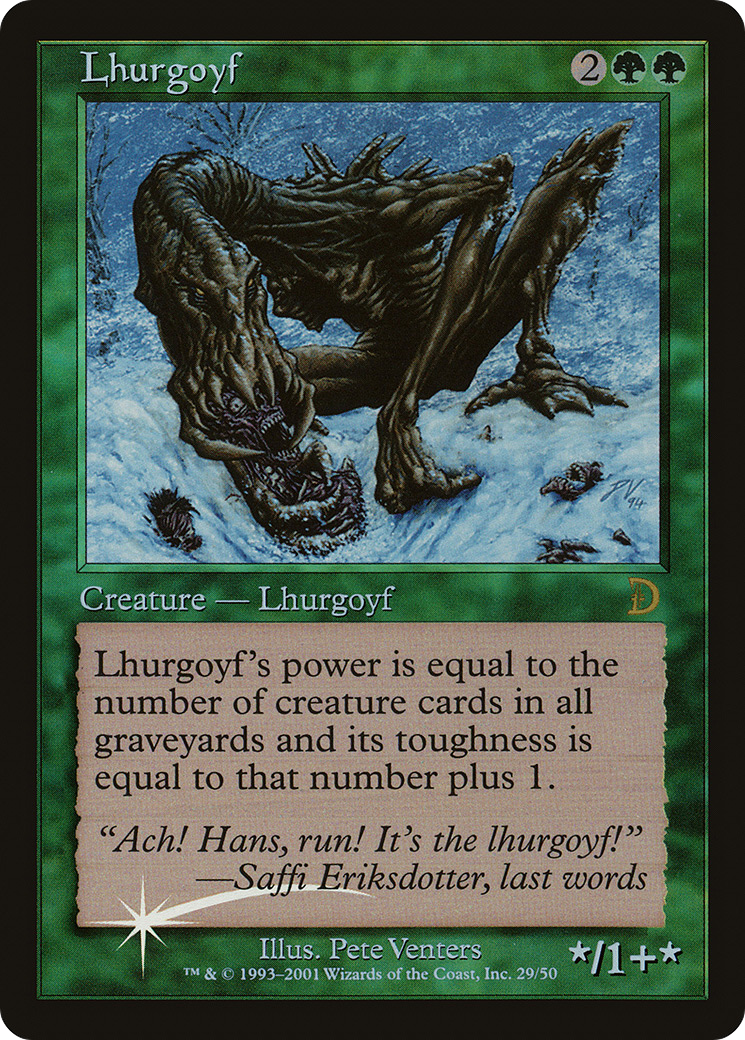 Lhurgoyf 2
PV
94
Creature — Lhurgoyf D
Lhurgoyf's power is equal to the
number of creature cards in all
graveyards and its toughness is
equal to that number plus 1.
“Ach! Hans, run! It's the lhurgoyf!”
—Saffi Eriksdotter, last words
Illus. Pete Venters
™ & © 1993–2001 Wizards of the Coast, Inc. 29/50
*/1+*